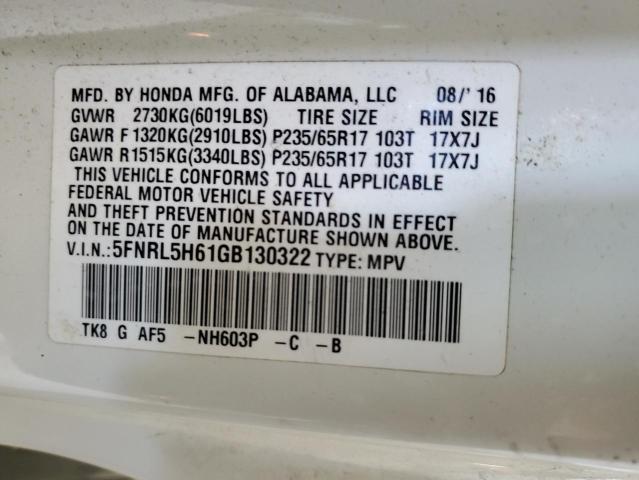 MFD. BY HONDA MFG. OF ALABAMA, LLC 08/'16
GVWR 2730KG(6019LBS) TIRE SIZE RIM SIZE
GAWR F 1320KG(2910LBS) P235/65R17 103T 17X7J
GAWR R 1515KG(3340LBS) P235/65R17 103T 17X7J
THIS VEHICLE CONFORMS TO ALL APPLICABLE
FEDERAL MOTOR VEHICLE SAFETY
AND THEFT PREVENTION STANDARDS IN EFFECT
ON THE DATE OF MANUFACTURE SHOWN ABOVE.
V.I.N.:5FNRL5H61GB130322 TYPE: MPV
TK8 G AF5 -NH603P -C -B